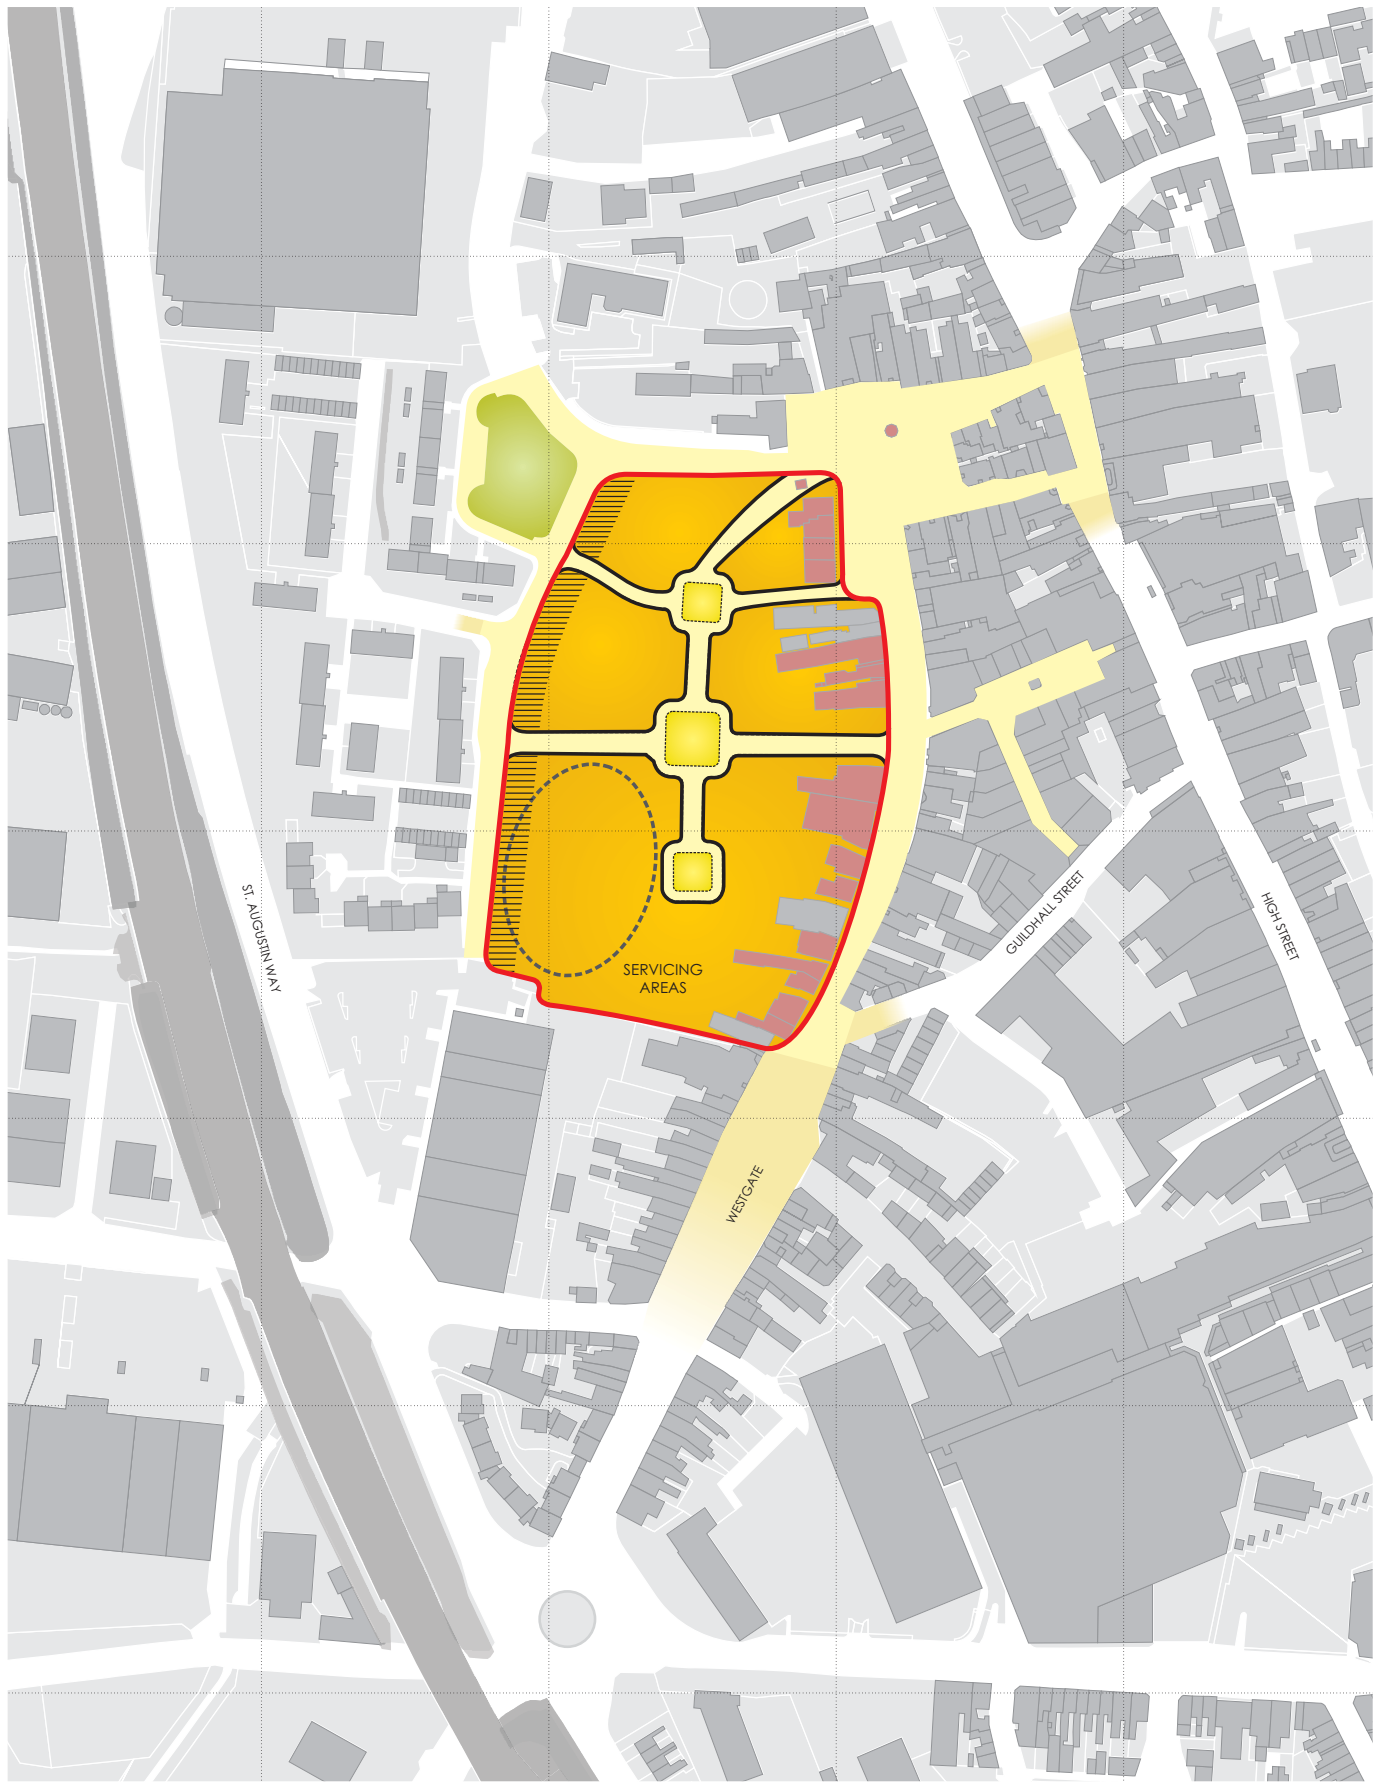 ST. AUGUSTIN WAY
GUILDHALL STREET
HIGH STREET
SERVICING
AREAS
WESTGATE